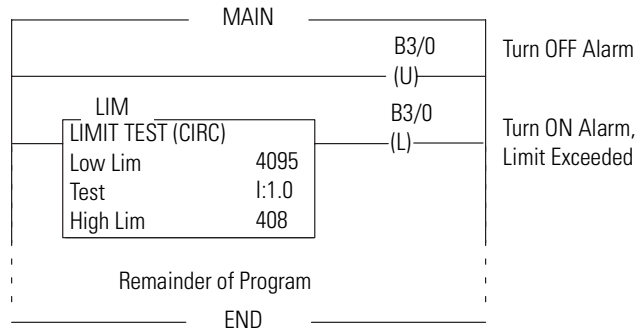 MAIN
B3/0
Turn OFF Alarm
(U)
LIM
B3/0
LIMIT TEST (CIRC)
(L)
Turn ON Alarm,
Limit Exceeded
Low Lim 4095
Test I:1.0
High Lim 408
Remainder of Program
END